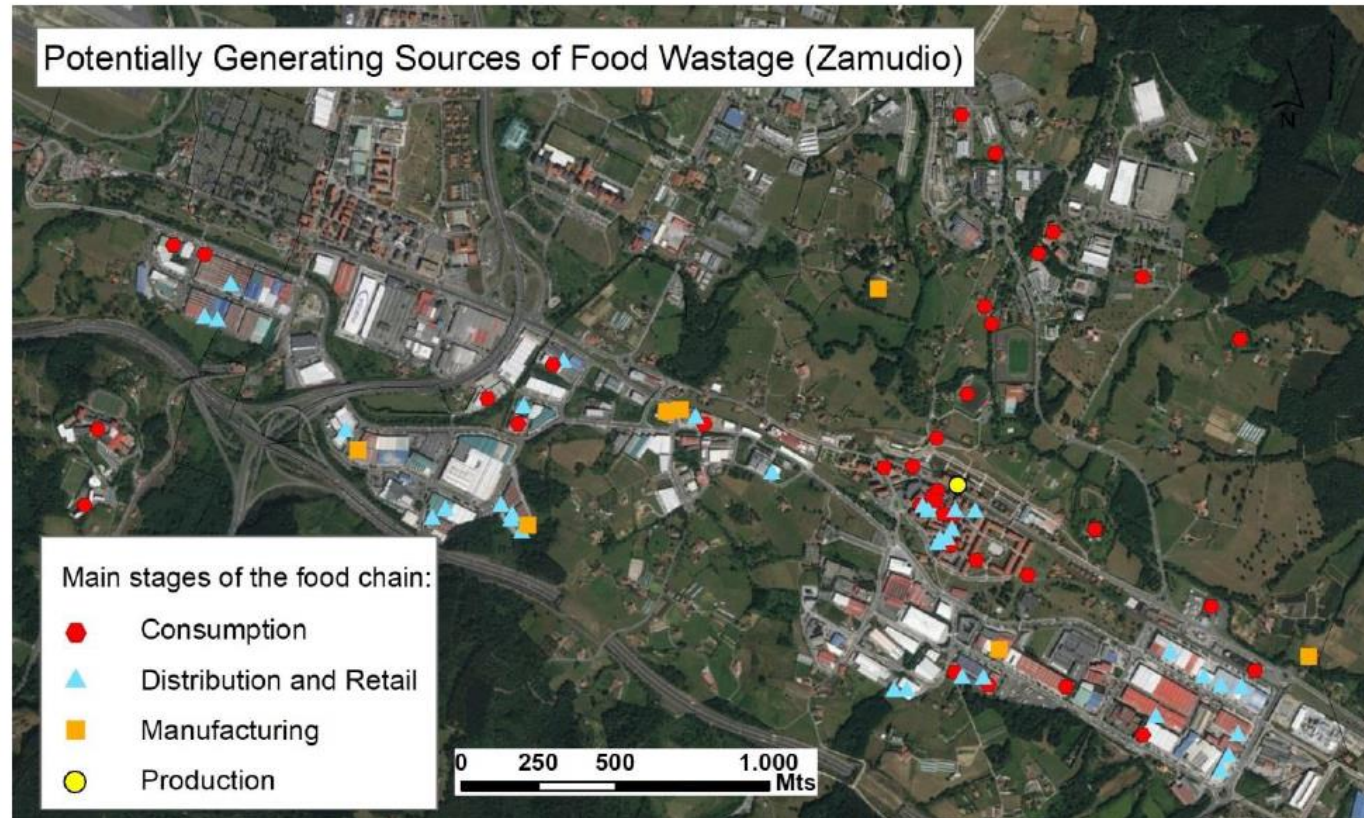 Potentially Generating Sources of Food Wastage (Zamudio)
N
Main stages of the food chain:
Consumption
Distribution and Retail
Manufacturing
Production
0 250 500 1.000
Mts